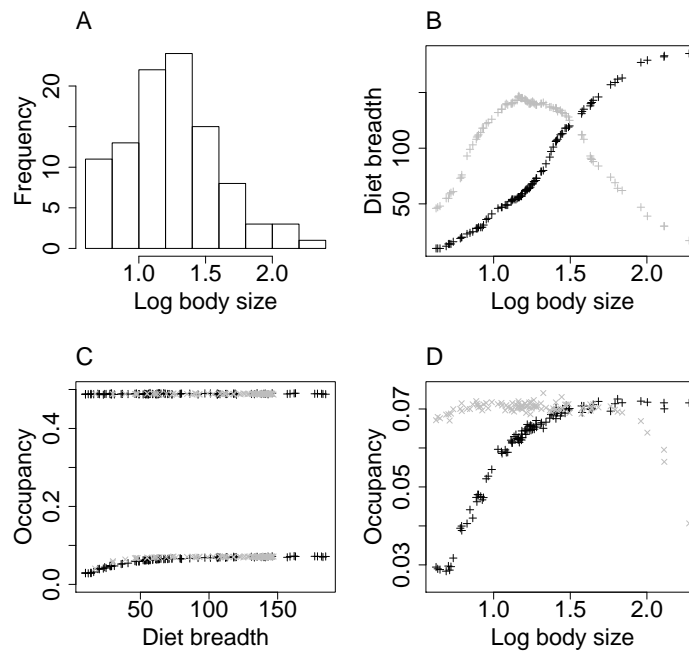 A
Frequency
0 10 20
1.0 1.5 2.0
Log body size
B
Diet breadth
50 100
1.0 1.5 2.0
Log body size
C
Occupancy
0.0 0.2 0.4
50 100 150
Diet breadth
D
Occupancy
0.03 0.05 0.07
1.0 1.5 2.0
Log body size